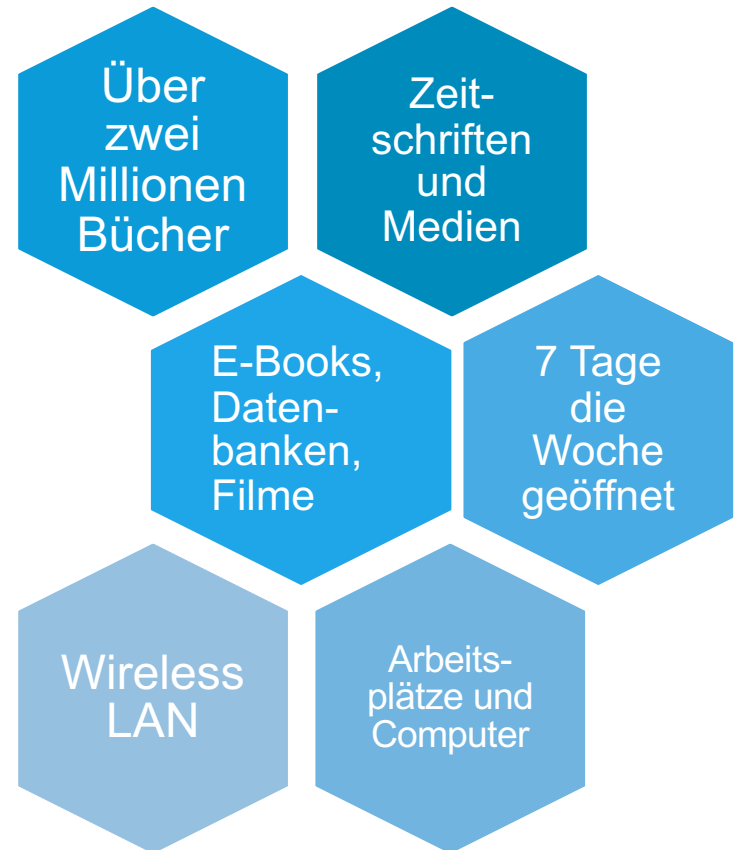 Über
zwei
Millionen
Bücher
Zeit-
schriften
und
Medien
E-Books,
Daten-
banken,
Filme
7 Tage
die
Woche
geöffnet
Wireless
LAN
Arbeits-
plätze und
Computer